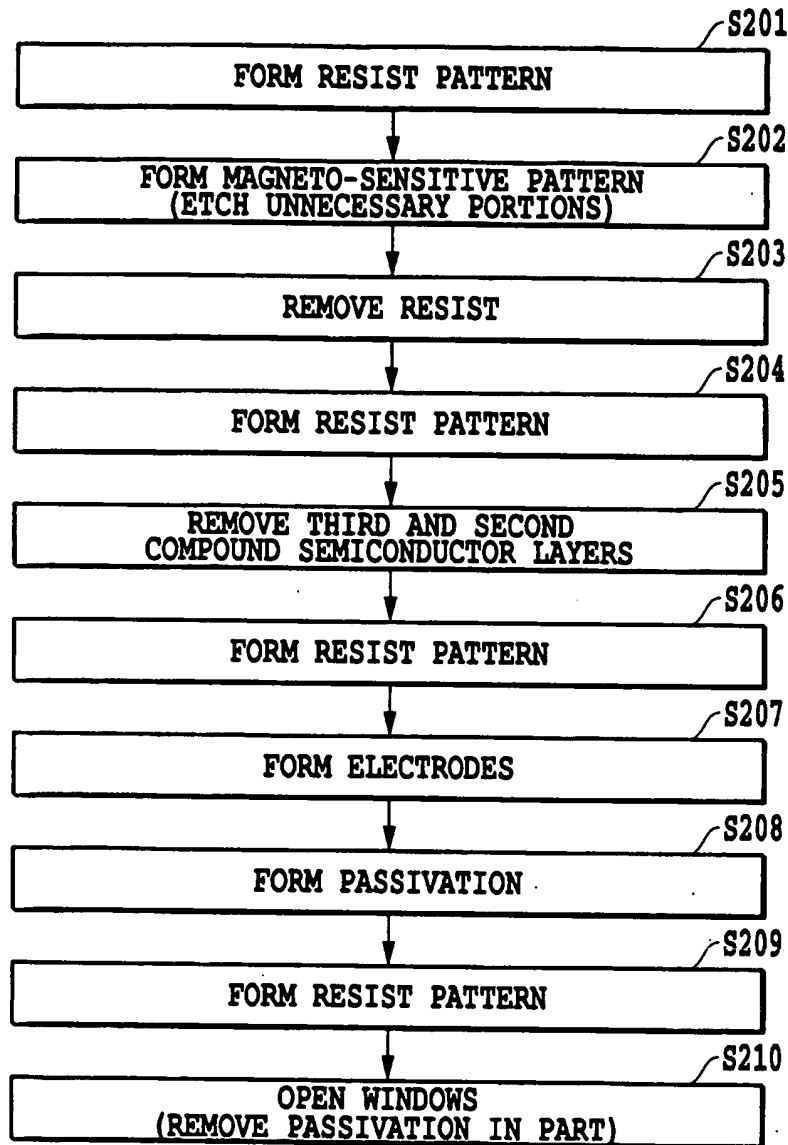 S201
FORM RESIST PATTERN
S202
FORM MAGNETO-SENSITIVE PATTERN
(ETCH UNNECESSARY PORTIONS)
S203
REMOVE RESIST
S204
FORM RESIST PATTERN
S205
REMOVE THIRD AND SECOND
COMPOUND SEMICONDUCTOR LAYERS
S206
FORM RESIST PATTERN
S207
FORM ELECTRODES
S208
FORM PASSIVATION
S209
FORM RESIST PATTERN
S210
OPEN WINDOWS
(REMOVE PASSIVATION IN PART)